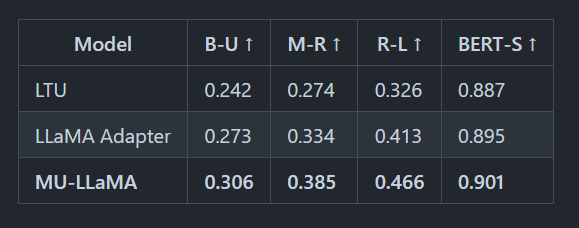 Model B-U ↑ M-R ↑ R-L ↑ BERT-S ↑
LTU 0.242 0.274 0.326 0.887
LLaMA Adapter 0.273 0.334 0.413 0.895
MU-LLaMA 0.306 0.385 0.466 0.901